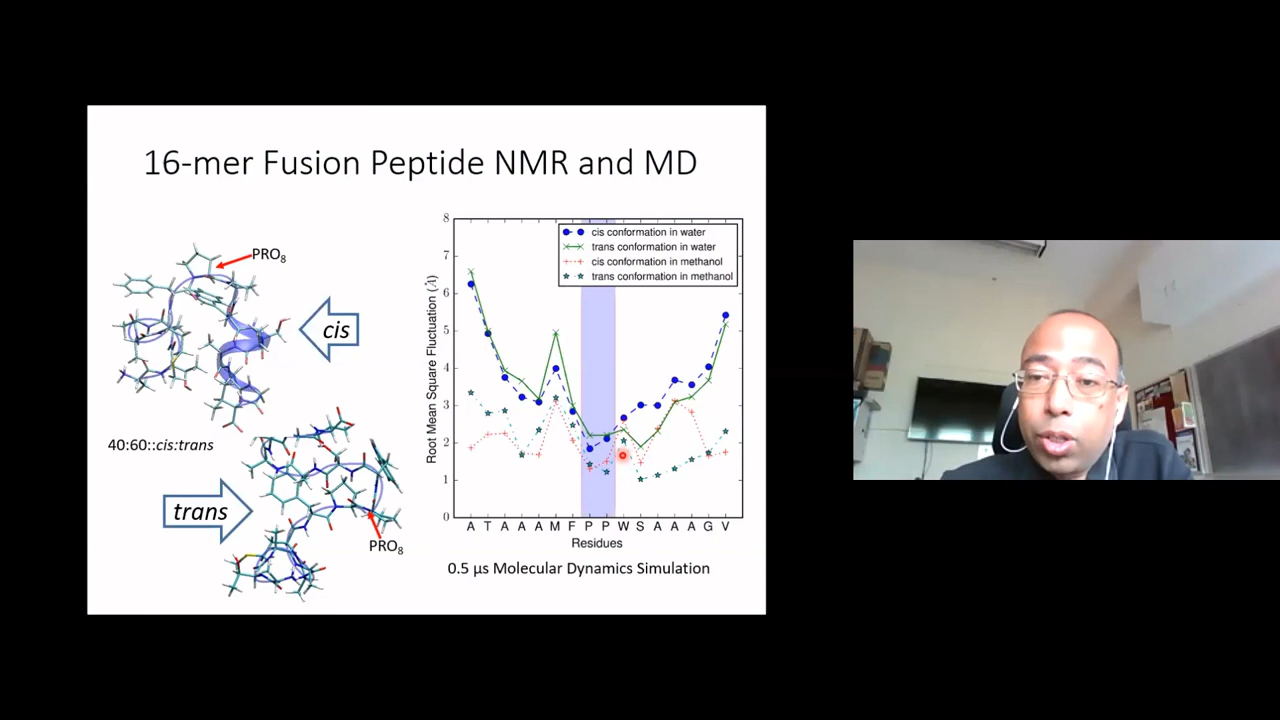 16-mer Fusion Peptide NMR and MD
PRO8
cis
40:60::cis:trans
trans
PRO8
Root Mean Square Fluctuation (Å)
8
7
6
5
4
3
2
1
0
cis conformation in water
trans conformation in water
cis conformation in methanol
trans conformation in methanol
A T A A A M F P P W S A A A G V
Residues
0.5 µs Molecular Dynamics Simulation